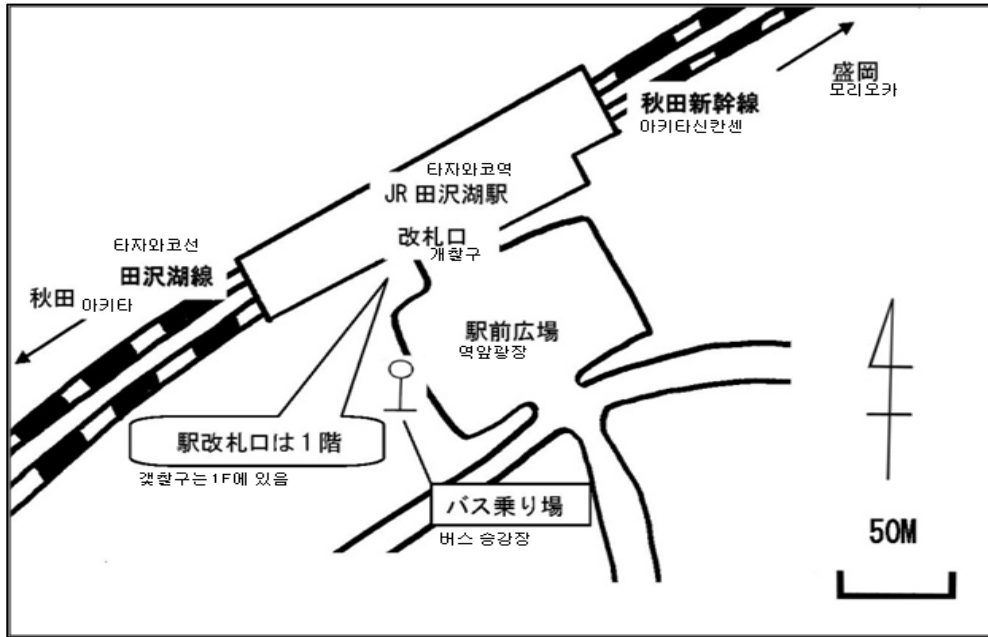 盛岡
모리오카
秋田新幹線
아키타신칸센
타자와코역
JR 田沢湖駅
改札口
개찰구
타자와코선
田沢湖線
秋田 아키타
駅前広場
역앞광장
駅改札口は1階
갳찰구는 1F에 있음
バス乗り場
버스 승강장
50M